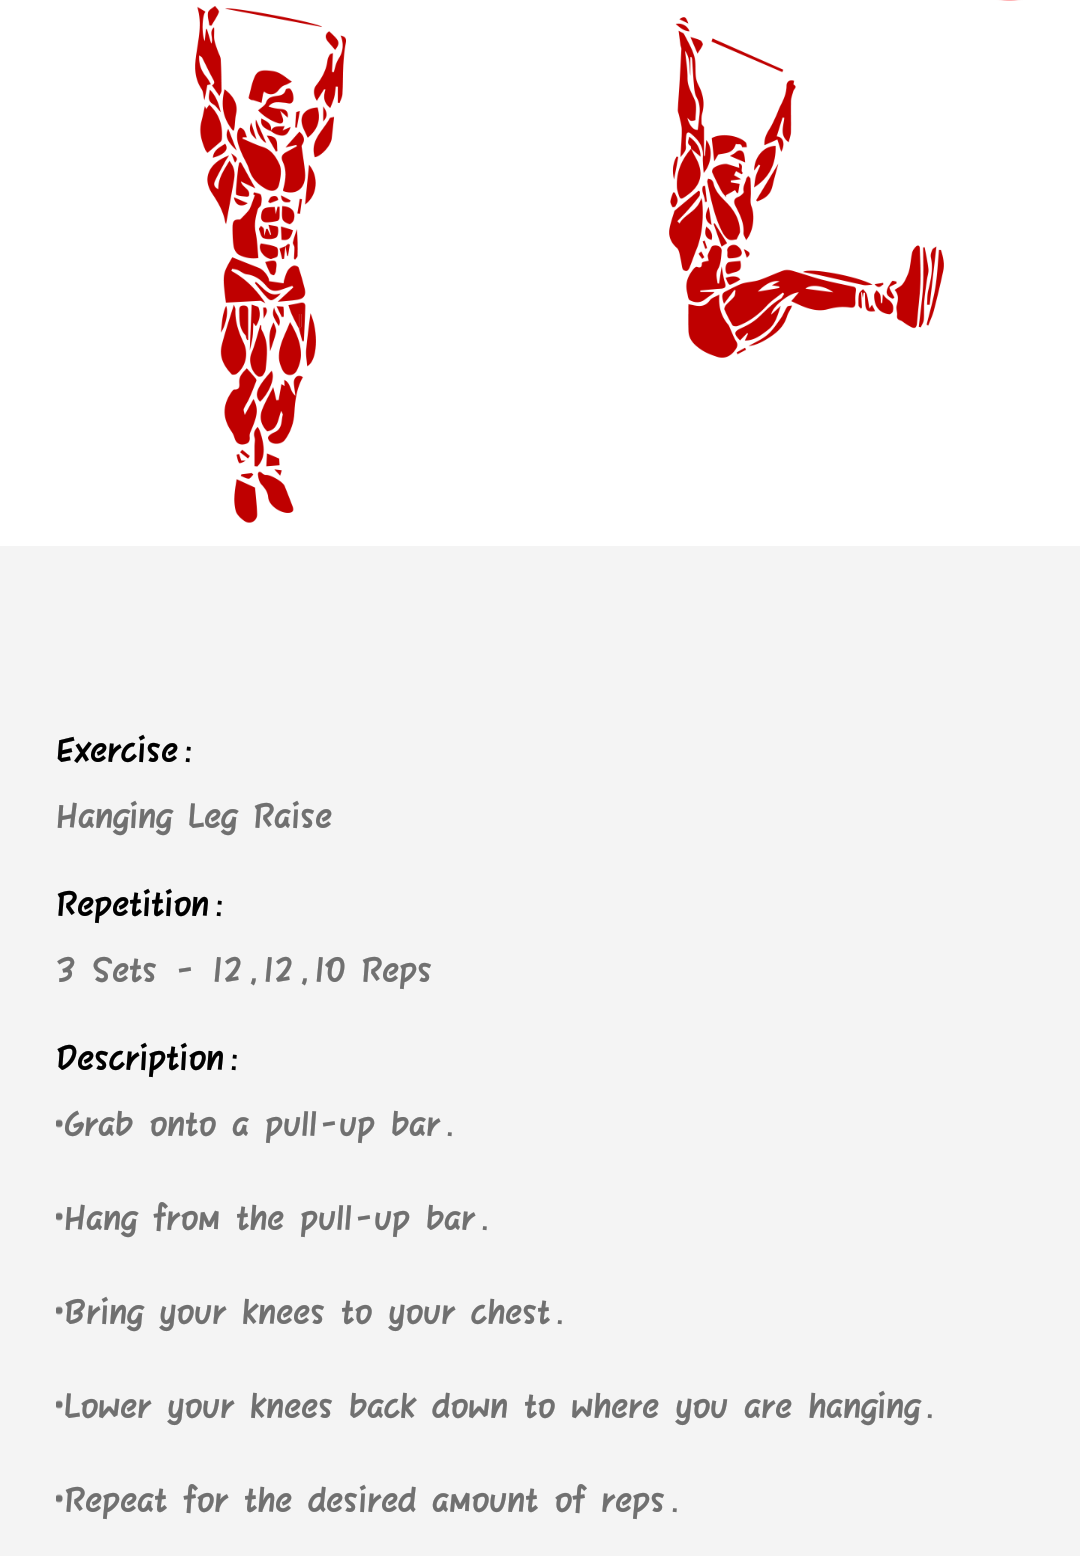 Exercise:
Hanging Leg Raise
Repetition:
3 Sets - 12,12,10 Reps
Description:
•Grab onto a pull-up bar.
•Hang from the pull-up bar.
•Bring your knees to your chest.
•Lower your knees back down to where you are hanging.
•Repeat for the desired amount of reps.